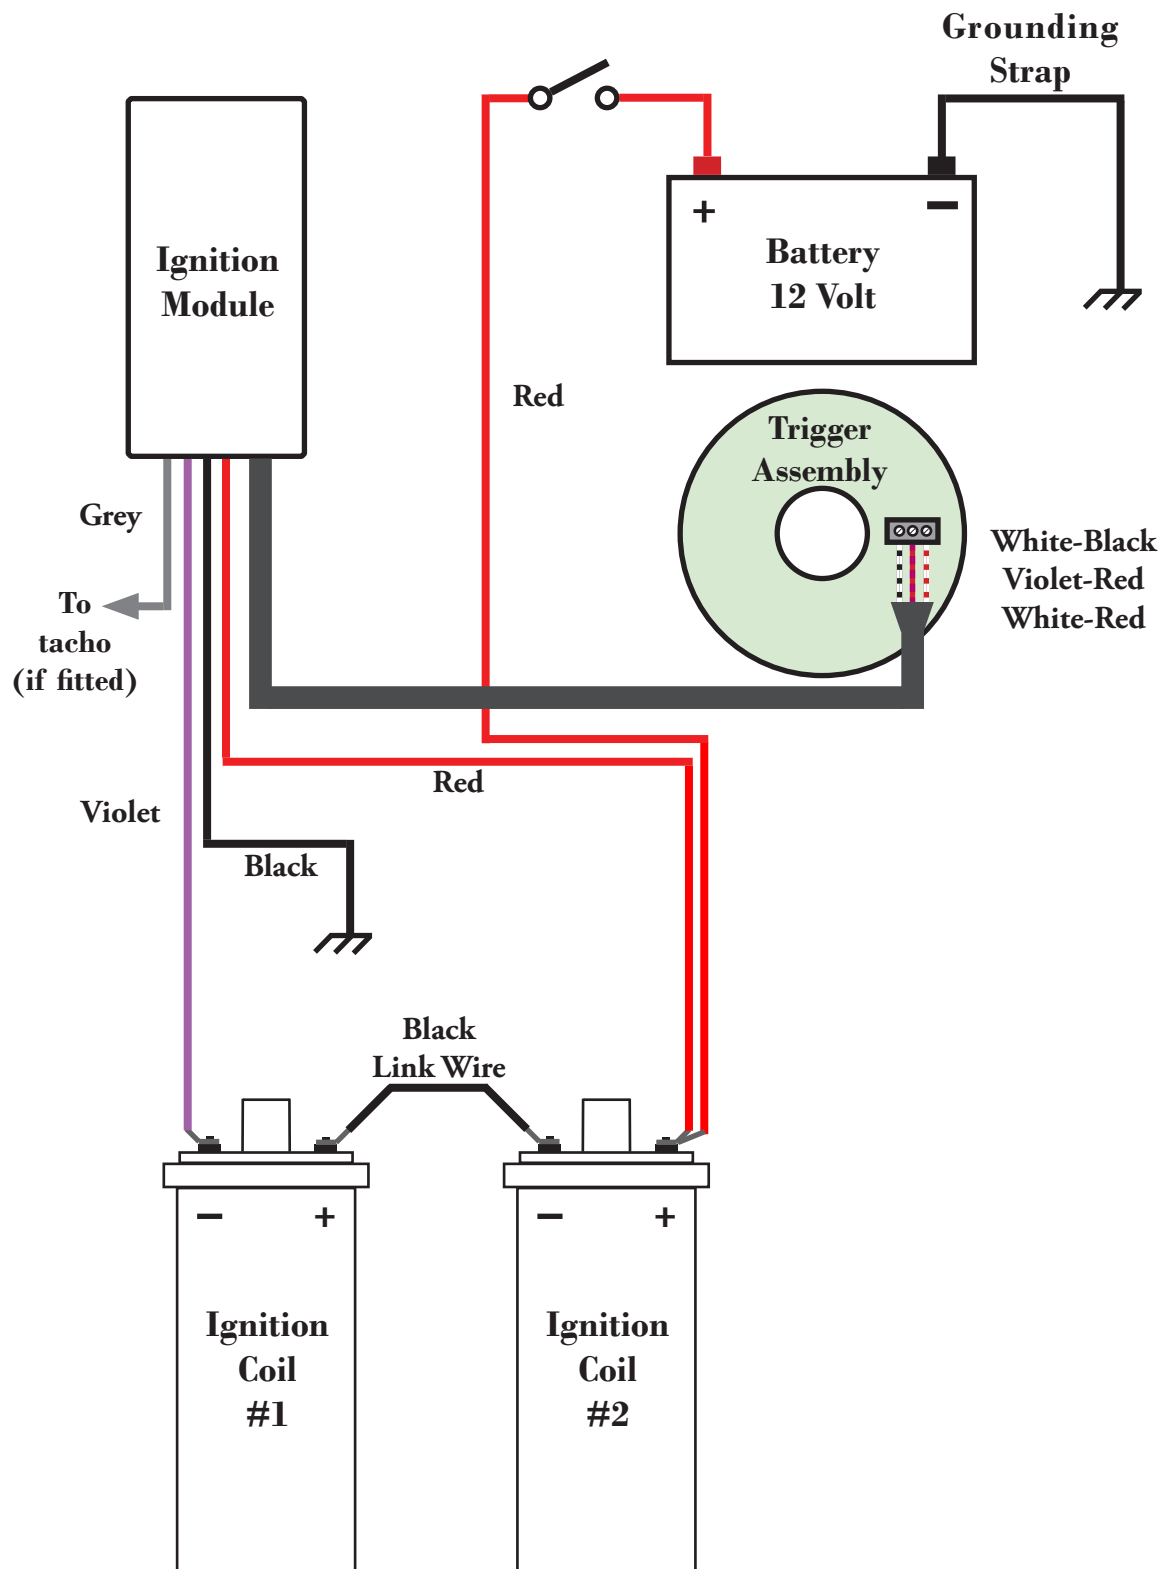 Grounding
Strap
Ignition
Module
+
−
Battery
12 Volt
Red
Trigger
Assembly
White-Black
Violet-Red
White-Red
Grey
To
tacho
(if fitted)
Red
Violet
Black
Black
Link Wire
− +
− +
Ignition
Coil
#1
Ignition
Coil
#2